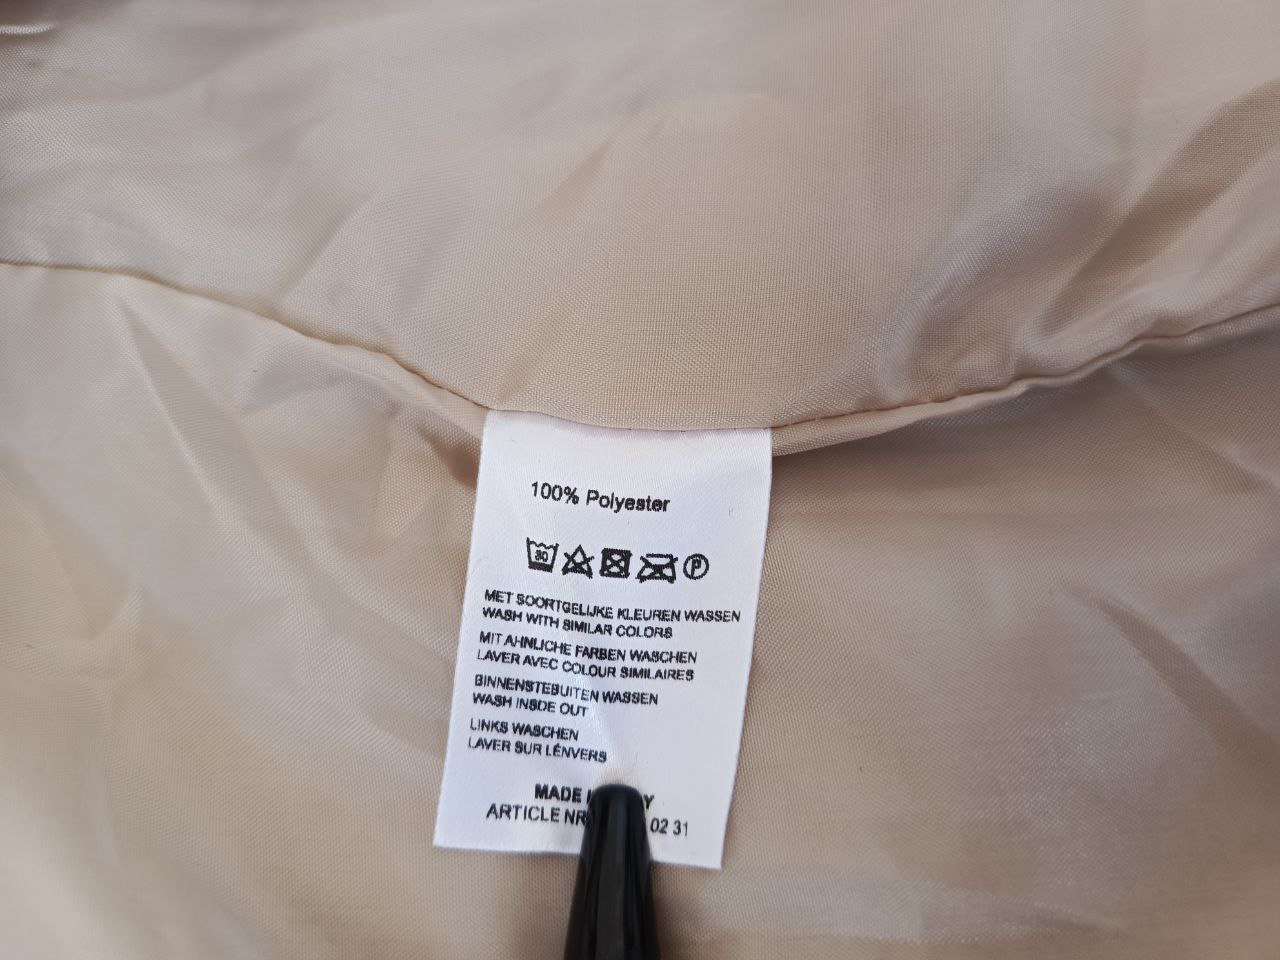 100% Polyester
30
P
MET SOORTGELIJKE KLEUREN WASSEN
WASH WITH SIMILAR COLORS
MIT AHNLICHE FARBEN WASCHEN
LAVER AVEC COLOUR SIMILAIRES
BINNENSTEBUITEN WASSEN
WASH INSDE OUT
LINKS WASCHEN
LAVER SUR LÉNVERS
MADE
ARTICLE NR 02 31